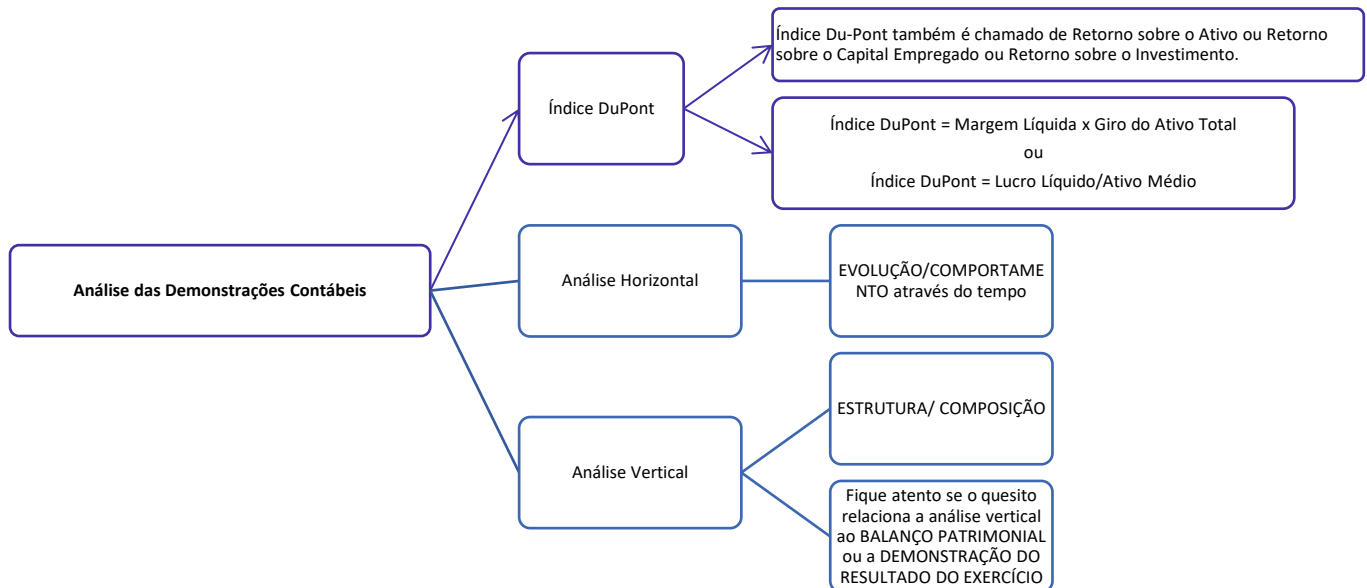 Análise das Demonstrações Contábeis
Índice DuPont
Índice Du-Pont também é chamado de Retorno sobre o Ativo ou Retorno
sobre o Capital Empregado ou Retorno sobre o Investimento.
Índice DuPont = Margem Líquida x Giro do Ativo Total
ou
Índice DuPont = Lucro Líquido/Ativo Médio
Análise Horizontal
EVOLUÇÃO/COMPORTAME
NTO através do tempo
Análise Vertical
ESTRUTURA/ COMPOSIÇÃO
Fique atento se o quesito
relaciona a análise vertical
ao BALANÇO PATRIMONIAL
ou a DEMONSTRAÇÃO DO
RESULTADO DO EXERCÍCIO